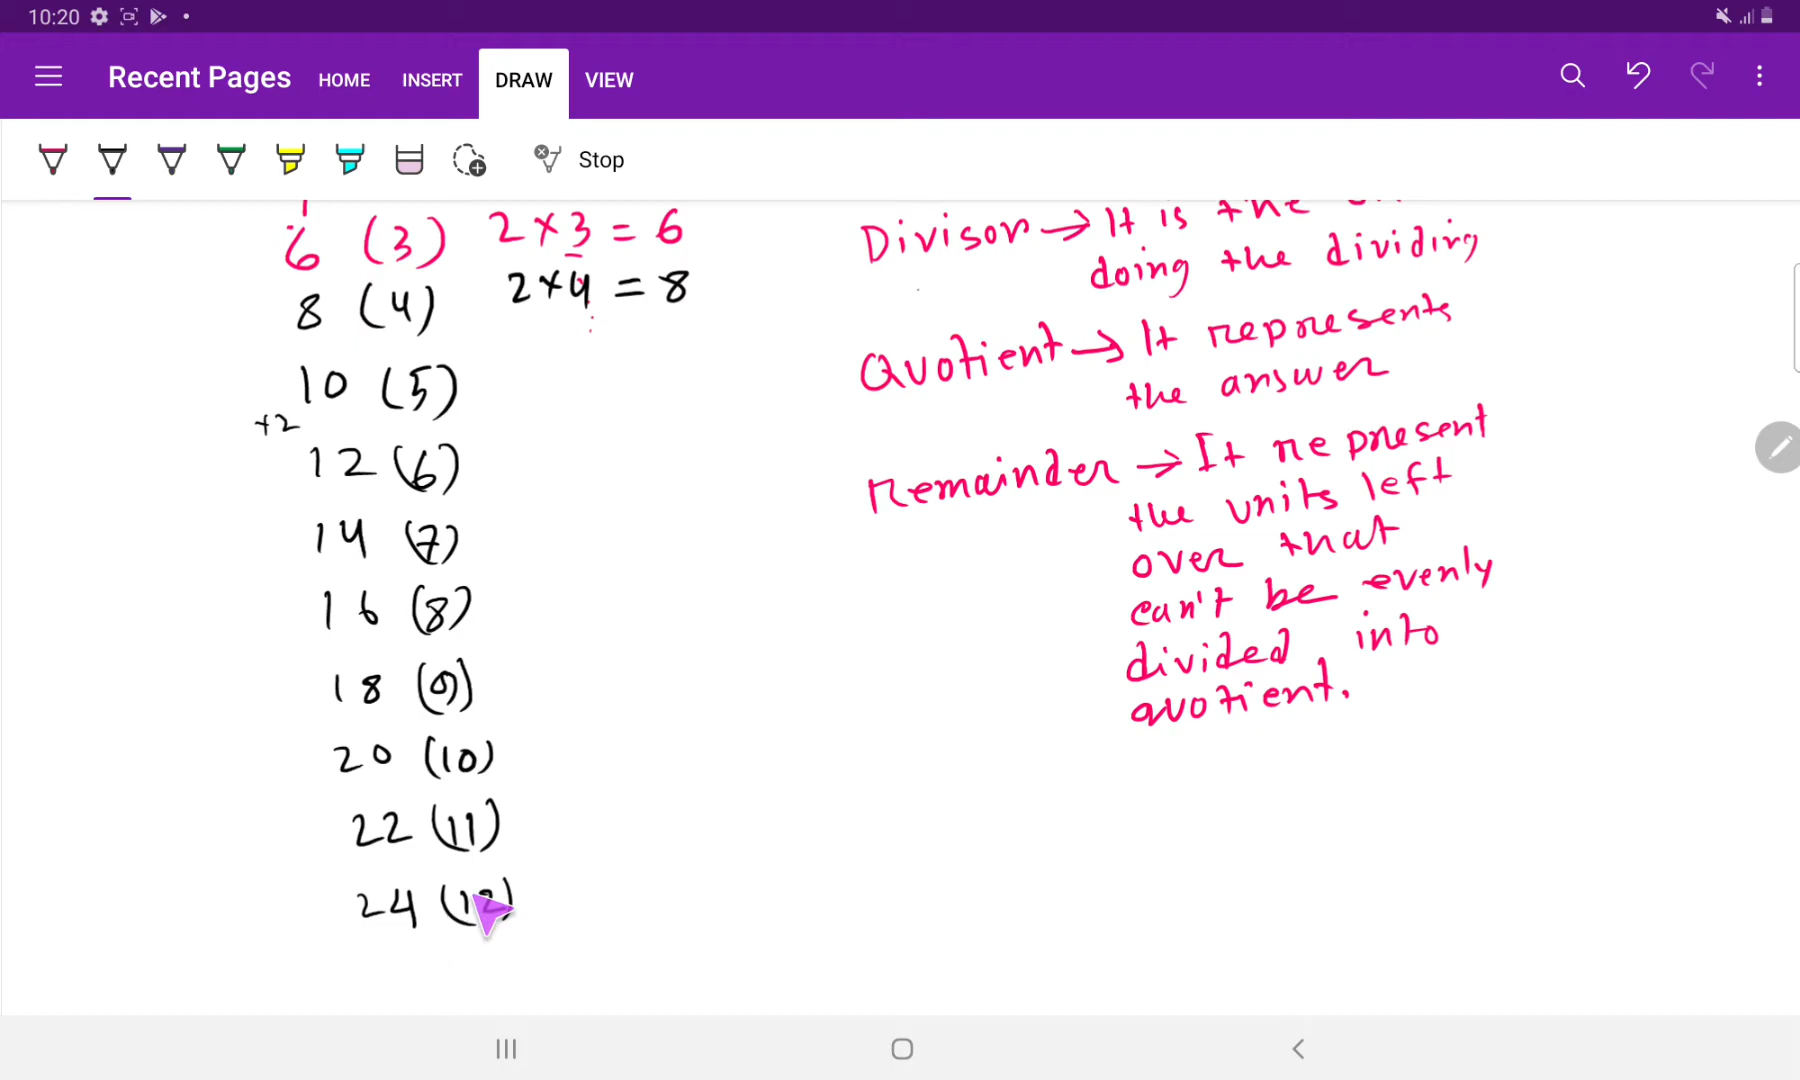 10:20
Recent Pages HOME INSERT DRAW VIEW
Stop
6 (3) 2 × 3 = 6
8 (4) 2 × 4 = 8
10 (5)
+2
12 (6)
14 (7)
16 (8)
18 (9)
20 (10)
22 (11)
24 (12)
Divisor → It is the
doing the dividing
Quotient → It represents
the answer
Remainder → It represent
the units left
over that
can't be evenly
divided into
quotient.